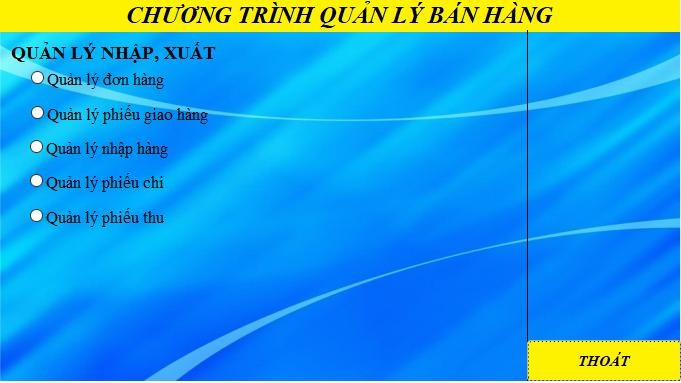 CHƯƠNG TRÌNH QUẢN LÝ BÁN HÀNG
QUẢN LÝ NHẬP, XUẤT
Quản lý đơn hàng
Quản lý phiếu giao hàng
Quản lý nhập hàng
Quản lý phiếu chi
Quản lý phiếu thu
THOÁT